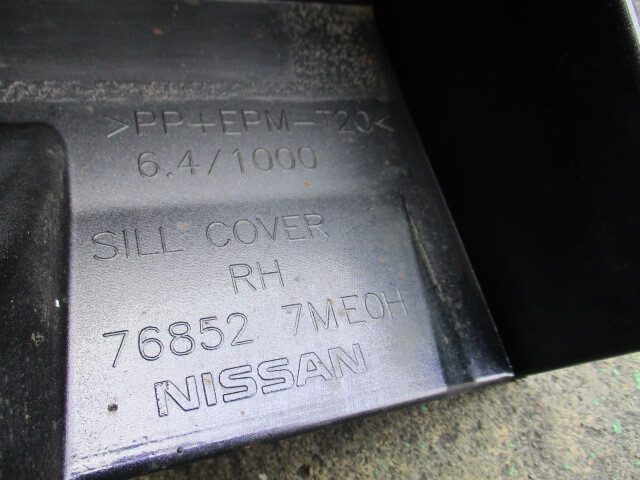 >PP+EPM-T20<
6.4/1000
SILL COVER
RH
76852 7ME0H
NISSAN